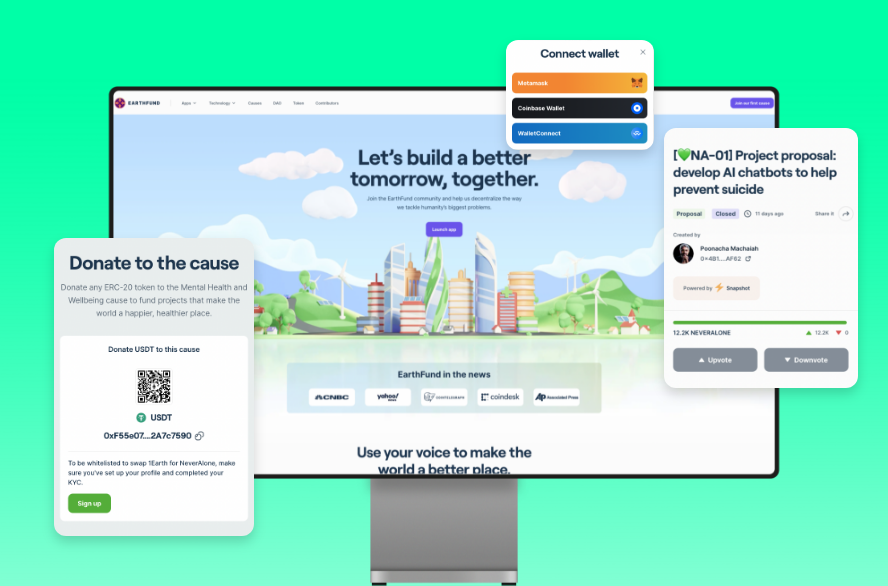 Connect wallet
Metamask
Coinbase Wallet
WalletConnect
EARTHFUND
Apps
Technology
Causes
DAO
Token
Contributors
Join our first cause
Let's build a better
tomorrow, together.
Join the EarthFund community and help us decentralize the way
we tackle humanity's biggest problems.
Launch app
[💚NA-01] Project proposal:
develop AI chatbots to help
prevent suicide
Proposal
Closed
11 days ago
Share it
Created by
Poonacha Machaiah
0x4B1....AF62
Powered by
Snapshot
12.2K NEVERALONE
12.2K
0
Upvote
Downvote
Donate to the cause
Donate any ERC-20 token to the Mental Health and
Wellbeing cause to fund projects that make the
world a happier, healthier place.
Donate USDT to this cause
USDT
0xF55e07....2A7c7590
To be whitelisted to swap 1Earth for NeverAlone, make
sure you've set up your profile and completed your
KYC.
Sign up
EarthFund in the news
CNBC
yahoo!
COINTELEGRAPH
coindesk
AP Associated Press
Use your voice to make the
world a better place.